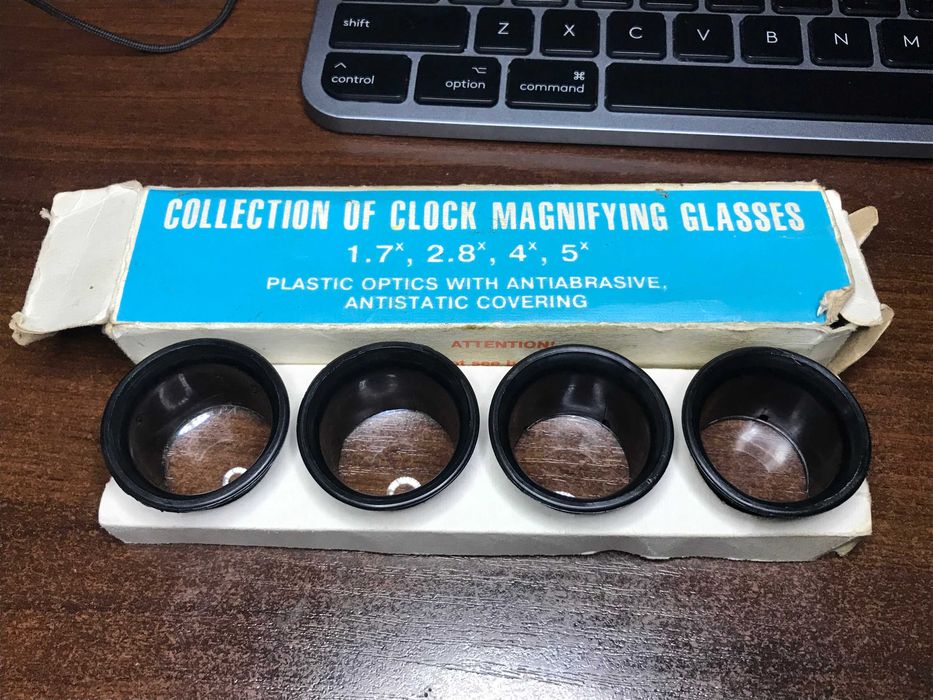 shift Z X C V B N M
^ control ⌥ option ⌘ command
COLLECTION OF CLOCK MAGNIFYING GLASSES
1.7ˣ, 2.8ˣ, 4ˣ, 5ˣ
PLASTIC OPTICS WITH ANTIABRASIVE,
ANTISTATIC COVERING
ATTENTION!
see